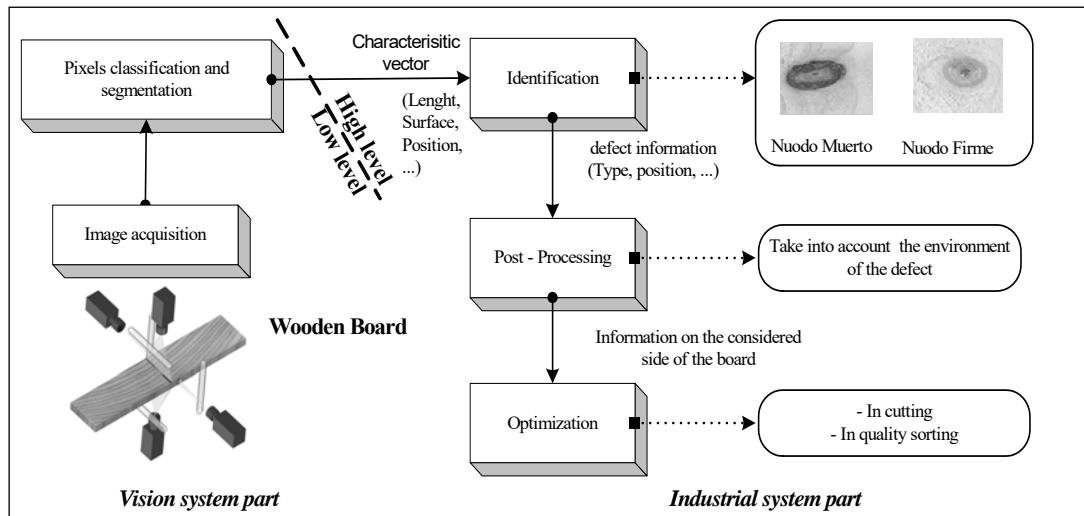 Pixels classification and
segmentation
Image acquisition
Wooden Board
Vision system part
High level
Low level
Characterisitic
vector
(Lenght,
Surface,
Position,
...)
Identification
defect information
(Type, position, ...)
Nuodo Muerto
Nuodo Firme
Post - Processing
Take into account the environment
of the defect
Information on the considered
side of the board
Optimization
- In cutting
- In quality sorting
Industrial system part